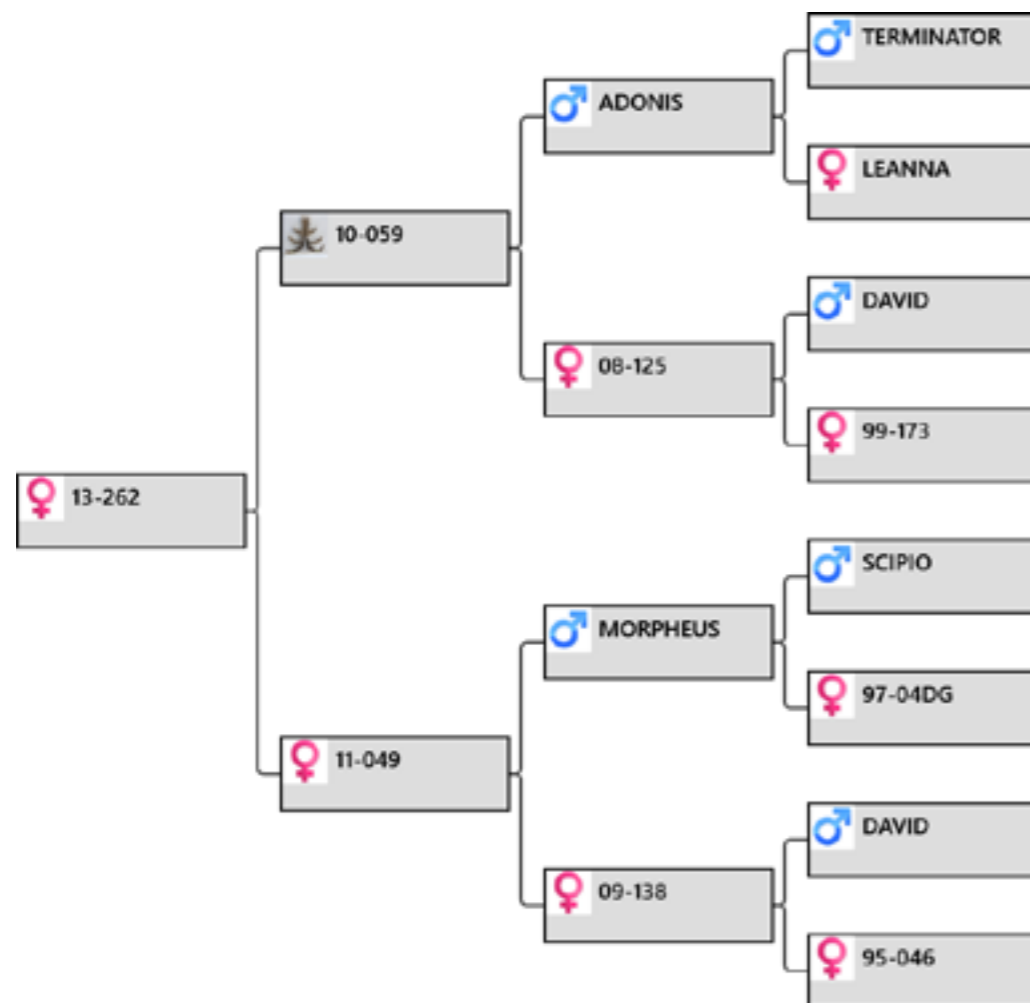 TERMINATOR
ADONIS
LEANNA
10-059
DAVID
08-125
99-173
13-262
SCIPIO
MORPHEUS
97-04DG
11-049
DAVID
09-138
95-046